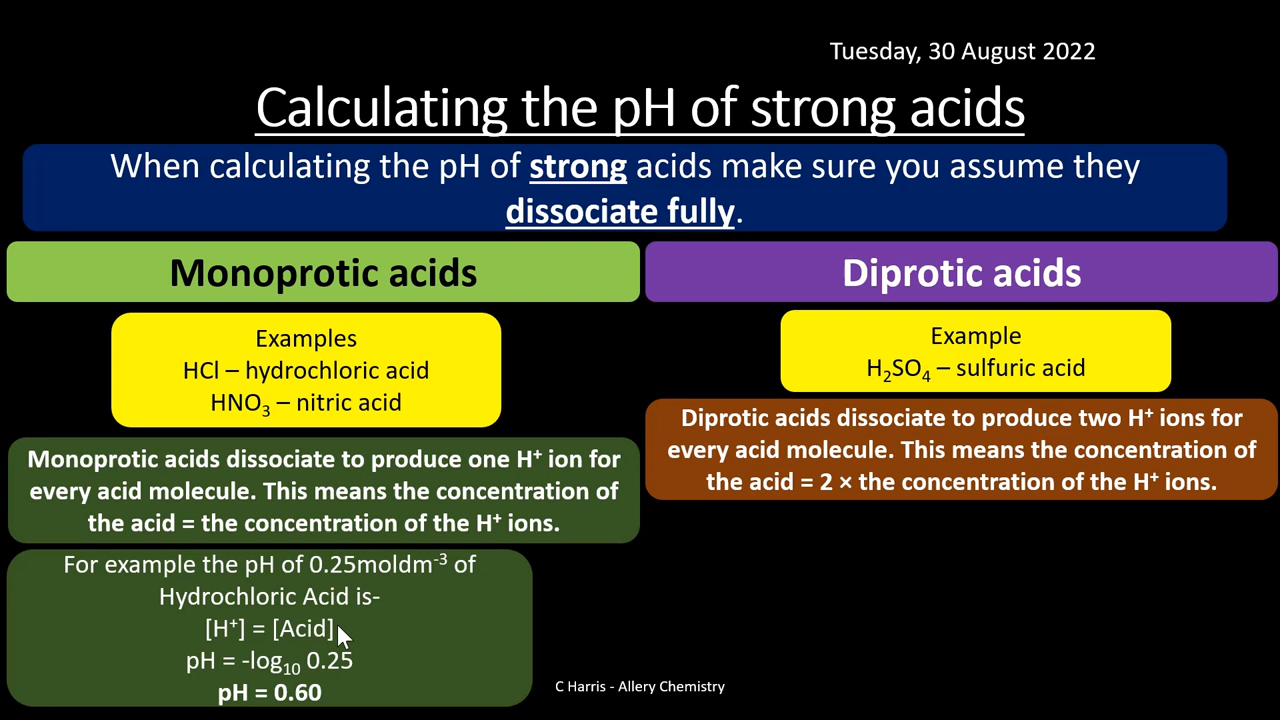 Tuesday, 30 August 2022
Calculating the pH of strong acids
When calculating the pH of strong acids make sure you assume they
dissociate fully.
Monoprotic acids
Examples
HCl – hydrochloric acid
HNO₃ – nitric acid
Monoprotic acids dissociate to produce one H⁺ ion for
every acid molecule. This means the concentration of
the acid = the concentration of the H⁺ ions.
For example the pH of 0.25moldm⁻³ of
Hydrochloric Acid is-
[H⁺] = [Acid]
pH = -log₁₀ 0.25
pH = 0.60
Diprotic acids
Example
H₂SO₄ – sulfuric acid
Diprotic acids dissociate to produce two H⁺ ions for
every acid molecule. This means the concentration of
the acid = 2 × the concentration of the H⁺ ions.
C Harris - Allery Chemistry